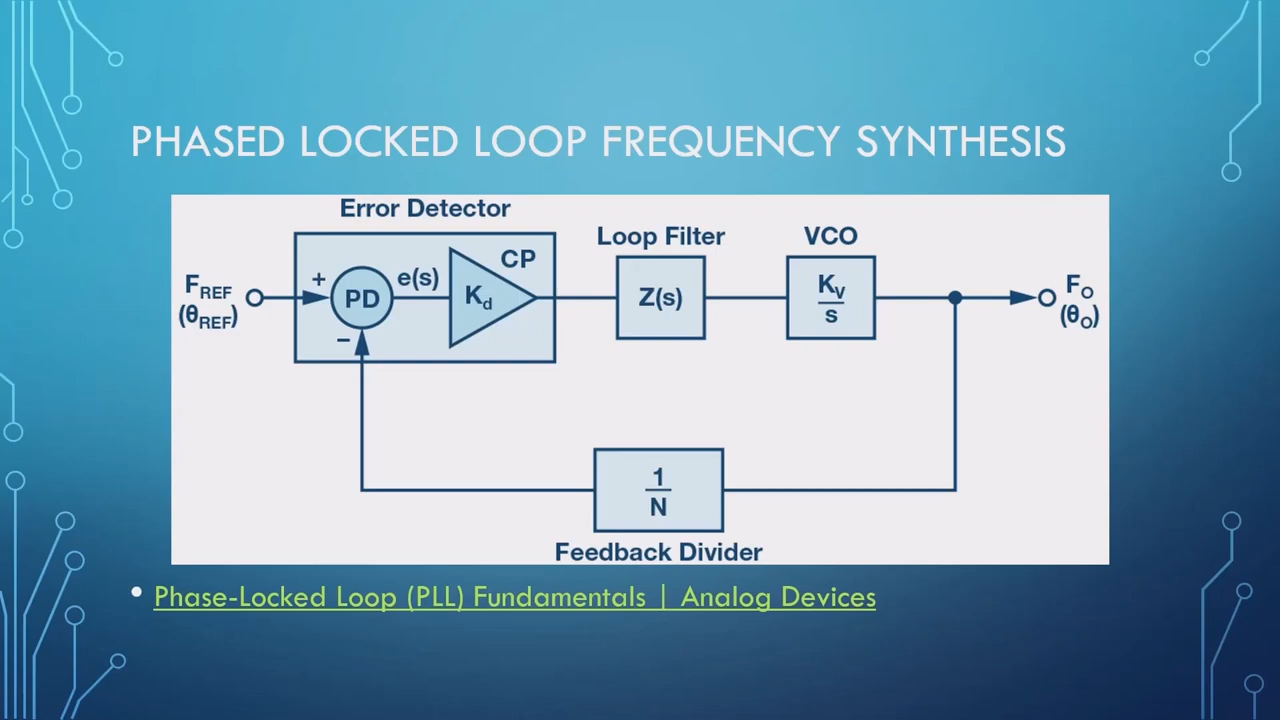 PHASED LOCKED LOOP FREQUENCY SYNTHESIS
Error Detector
Loop Filter
VCO
CP
F_REF
(θ_REF)
+
PD
−
e(s)
K_d
Z(s)
K_V
s
F_O
(θ_O)
1
N
Feedback Divider
• Phase-Locked Loop (PLL) Fundamentals | Analog Devices